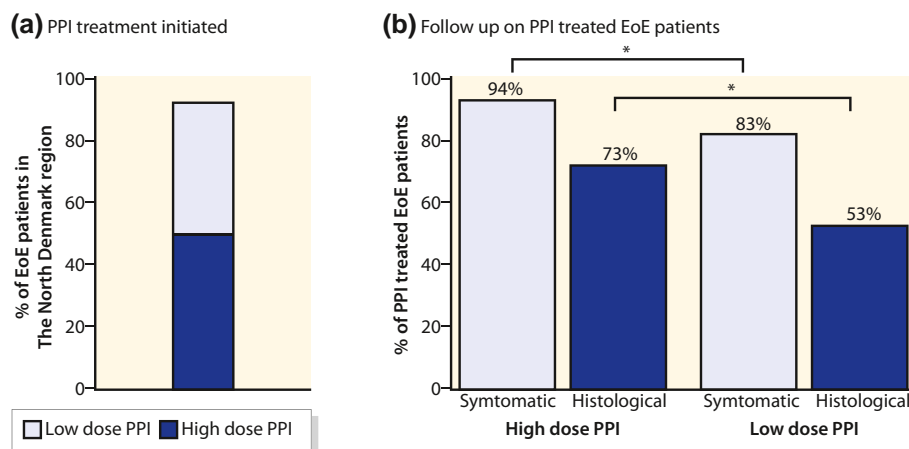 (a) PPI treatment initiated
% of EoE patients in
The North Denmark region
100
80
60
40
20
0
Low dose PPI High dose PPI
(b) Follow up on PPI treated EoE patients
% of PPI treated EoE patients
100
80
60
40
20
0
*
*
94%
73%
83%
53%
Symtomatic Histological Symtomatic Histological
High dose PPI Low dose PPI